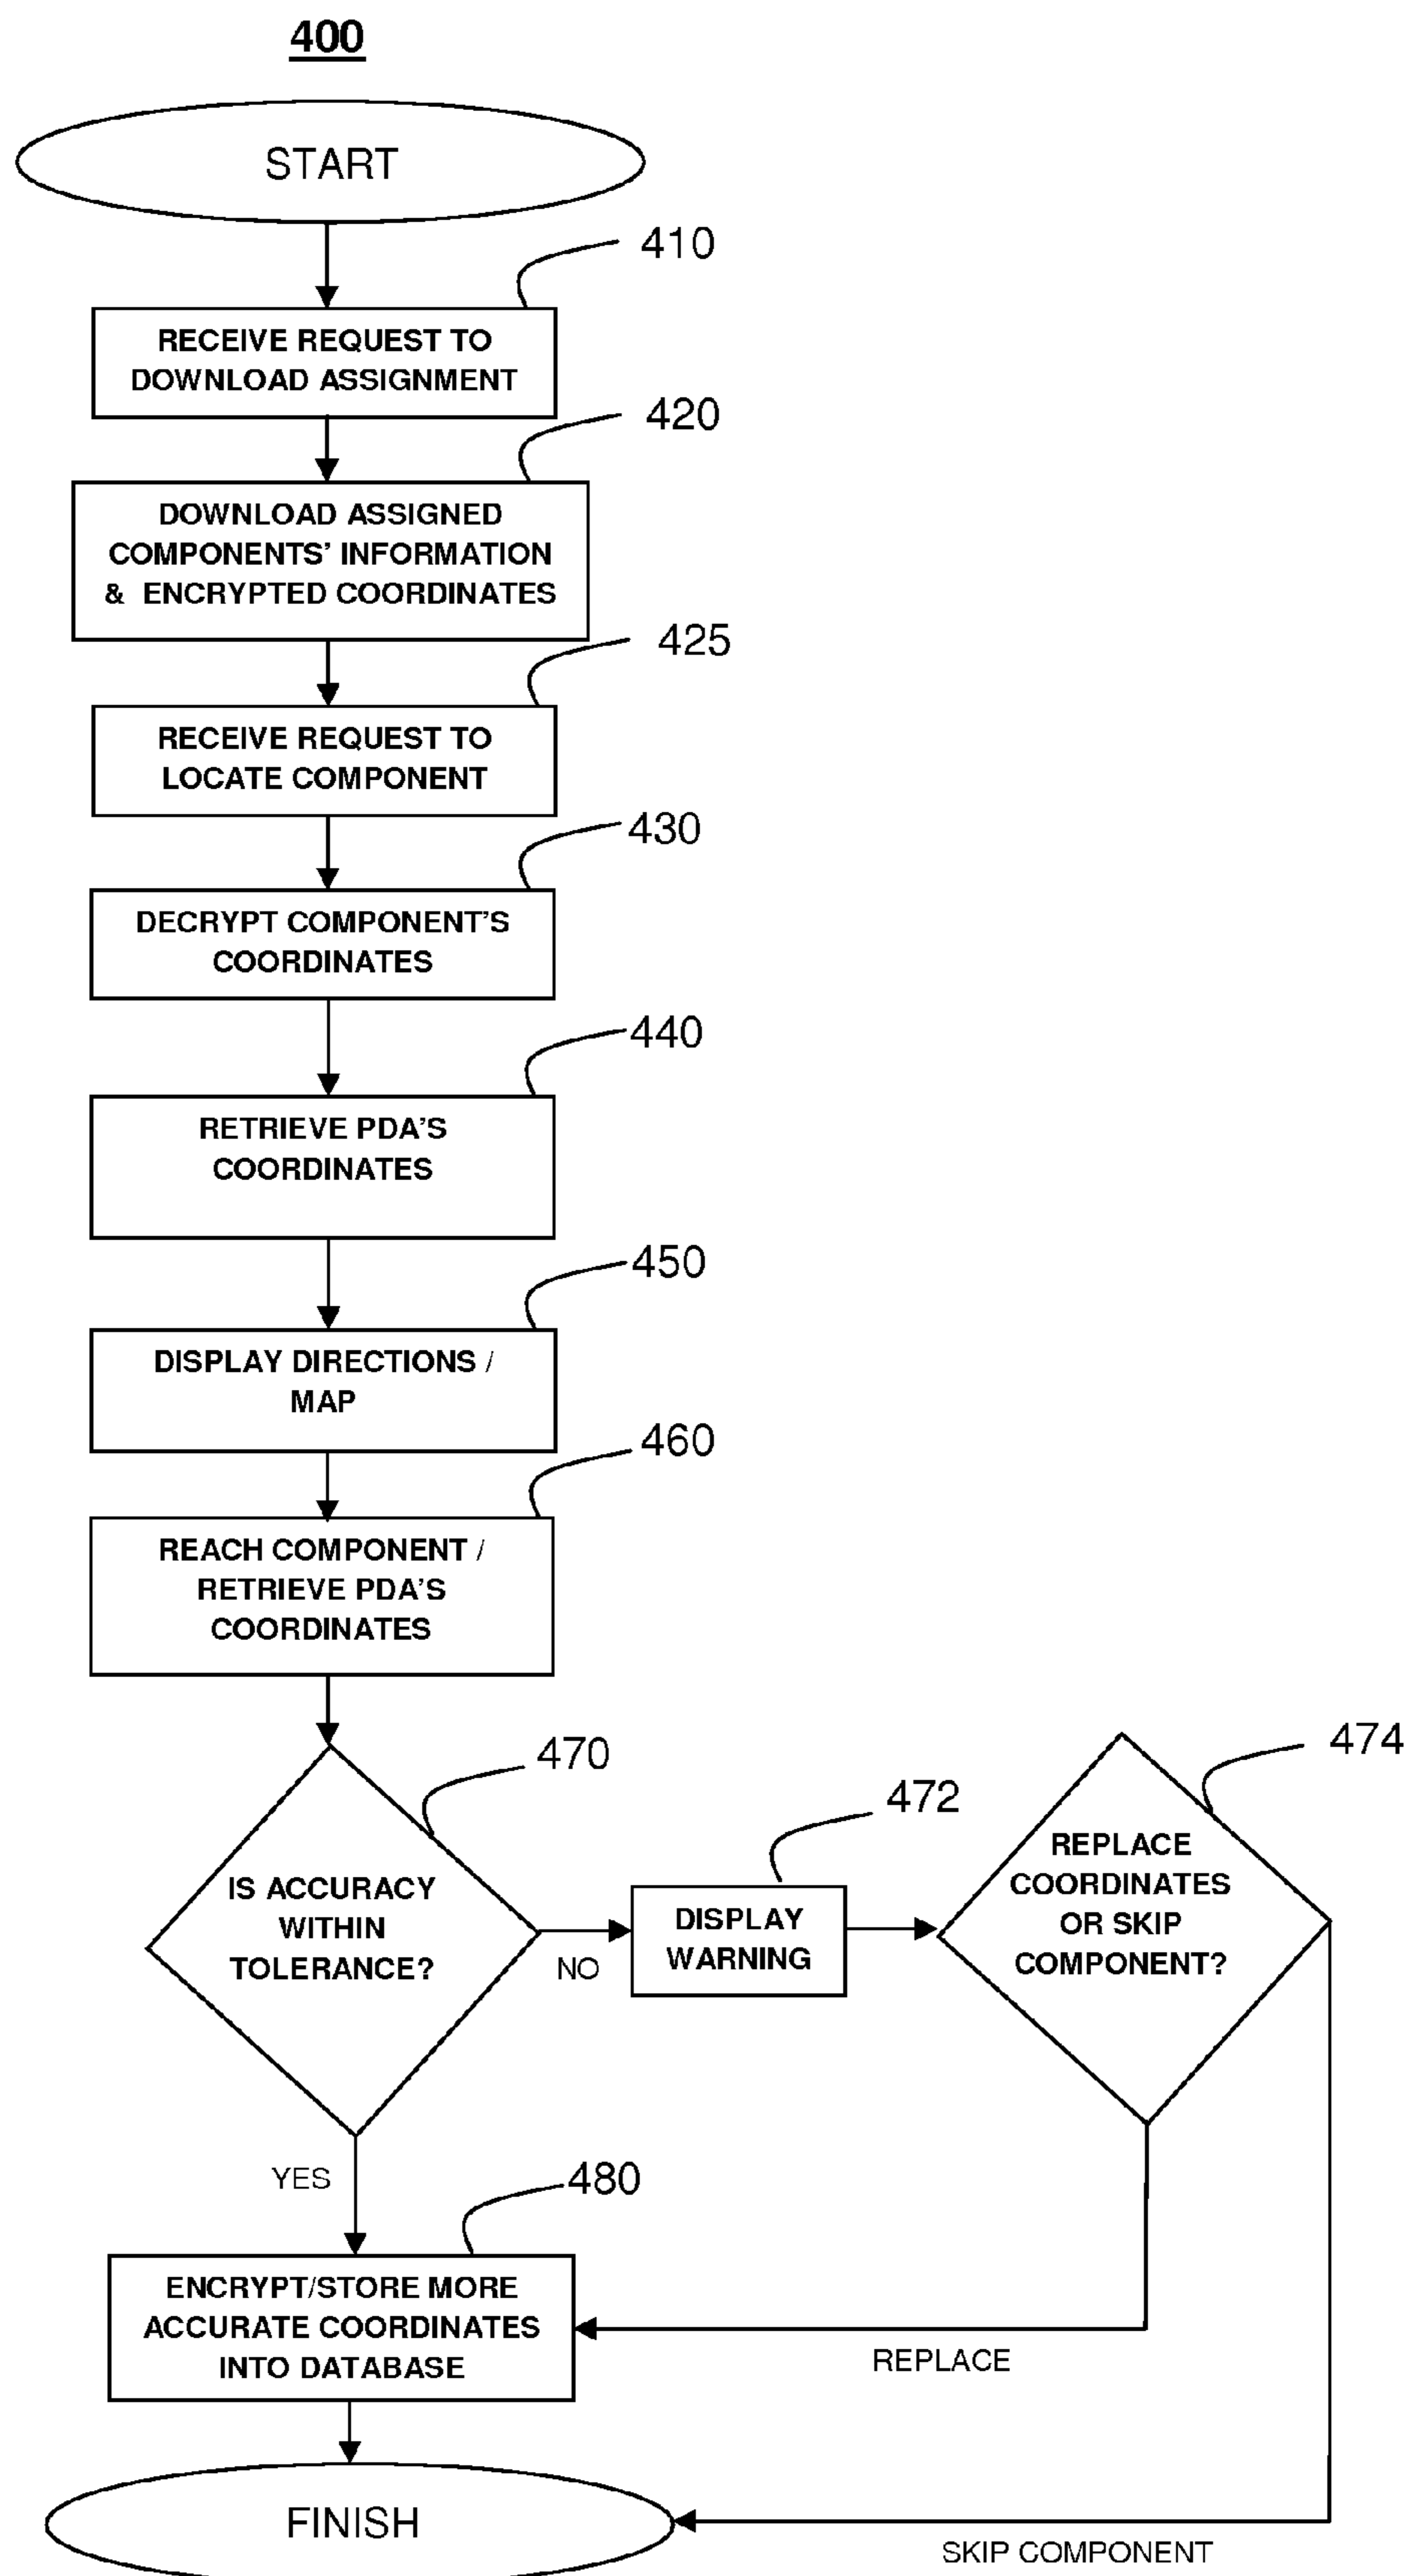 400
START
410
RECEIVE REQUEST TO
DOWNLOAD ASSIGNMENT
420
DOWNLOAD ASSIGNED
COMPONENTS' INFORMATION
& ENCRYPTED COORDINATES
425
RECEIVE REQUEST TO
LOCATE COMPONENT
430
DECRYPT COMPONENT'S
COORDINATES
440
RETRIEVE PDA'S
COORDINATES
450
DISPLAY DIRECTIONS /
MAP
460
REACH COMPONENT /
RETRIEVE PDA'S
COORDINATES
470
IS ACCURACY
WITHIN
TOLERANCE?
NO
472
DISPLAY
WARNING
474
REPLACE
COORDINATES
OR SKIP
COMPONENT?
YES
480
ENCRYPT/STORE MORE
ACCURATE COORDINATES
INTO DATABASE
REPLACE
FINISH
SKIP COMPONENT